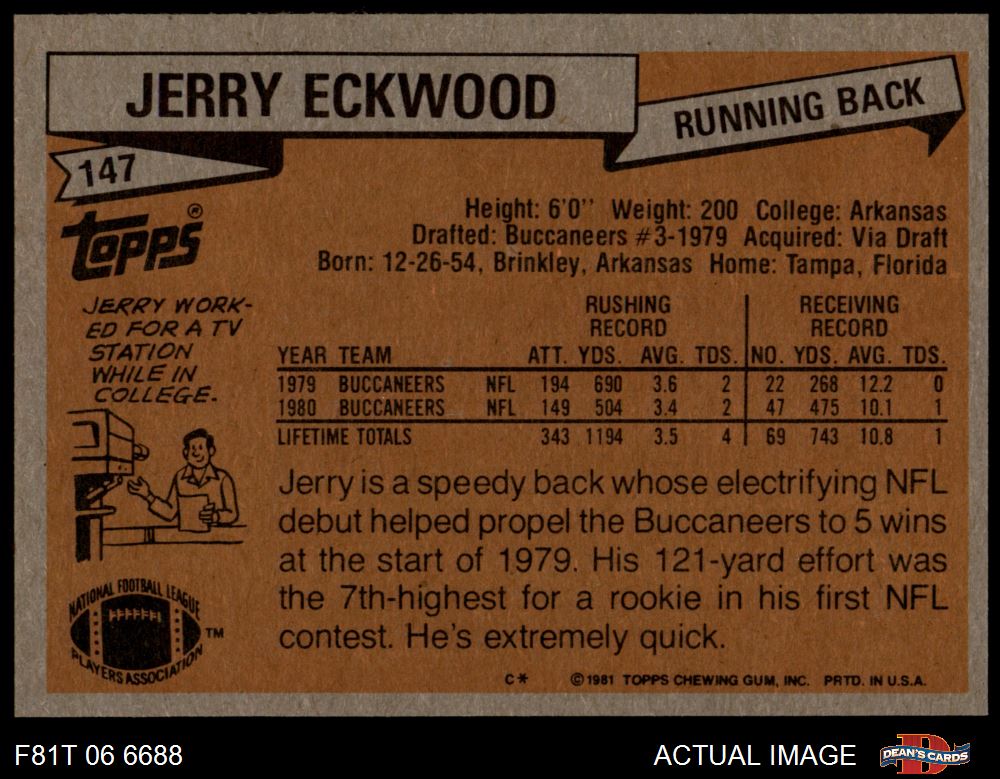 JERRY ECKWOOD
RUNNING BACK
147
Topps®
Height: 6'0'' Weight: 200 College: Arkansas
Drafted: Buccaneers #3-1979 Acquired: Via Draft
Born: 12-26-54, Brinkley, Arkansas Home: Tampa, Florida
JERRY WORK-
ED FOR A TV
STATION
WHILE IN
COLLEGE.
RUSHING RECEIVING
RECORD RECORD
YEAR TEAM ATT. YDS. AVG. TDS. NO. YDS. AVG. TDS.
1979 BUCCANEERS NFL 194 690 3.6 2 22 268 12.2 0
1980 BUCCANEERS NFL 149 504 3.4 2 47 475 10.1 1
LIFETIME TOTALS 343 1194 3.5 4 69 743 10.8 1
Jerry is a speedy back whose electrifying NFL
debut helped propel the Buccaneers to 5 wins
at the start of 1979. His 121-yard effort was
the 7th-highest for a rookie in his first NFL
contest. He's extremely quick.
NATIONAL FOOTBALL LEAGUE
PLAYERS ASSOCIATION
TM
C* ©1981 TOPPS CHEWING GUM, INC. PRTD. IN U.S.A.
F81T 06 6688 ACTUAL IMAGE DEAN'S CARDS